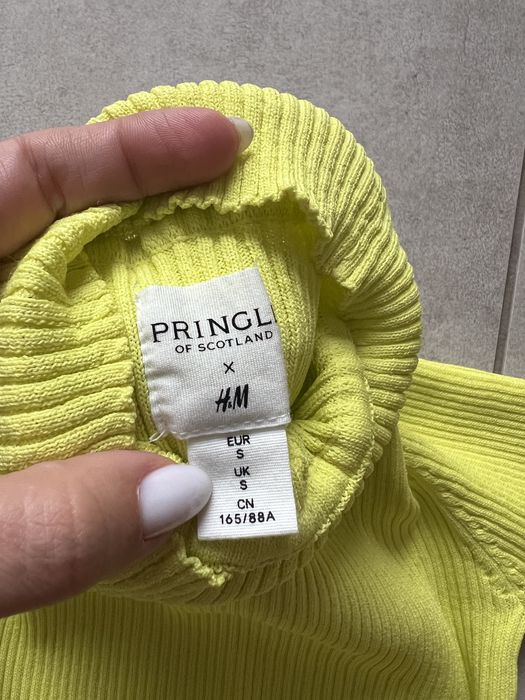 PRINGL
OF SCOTLAND
X
H&M
EUR
S
UK
S
CN
165/88A